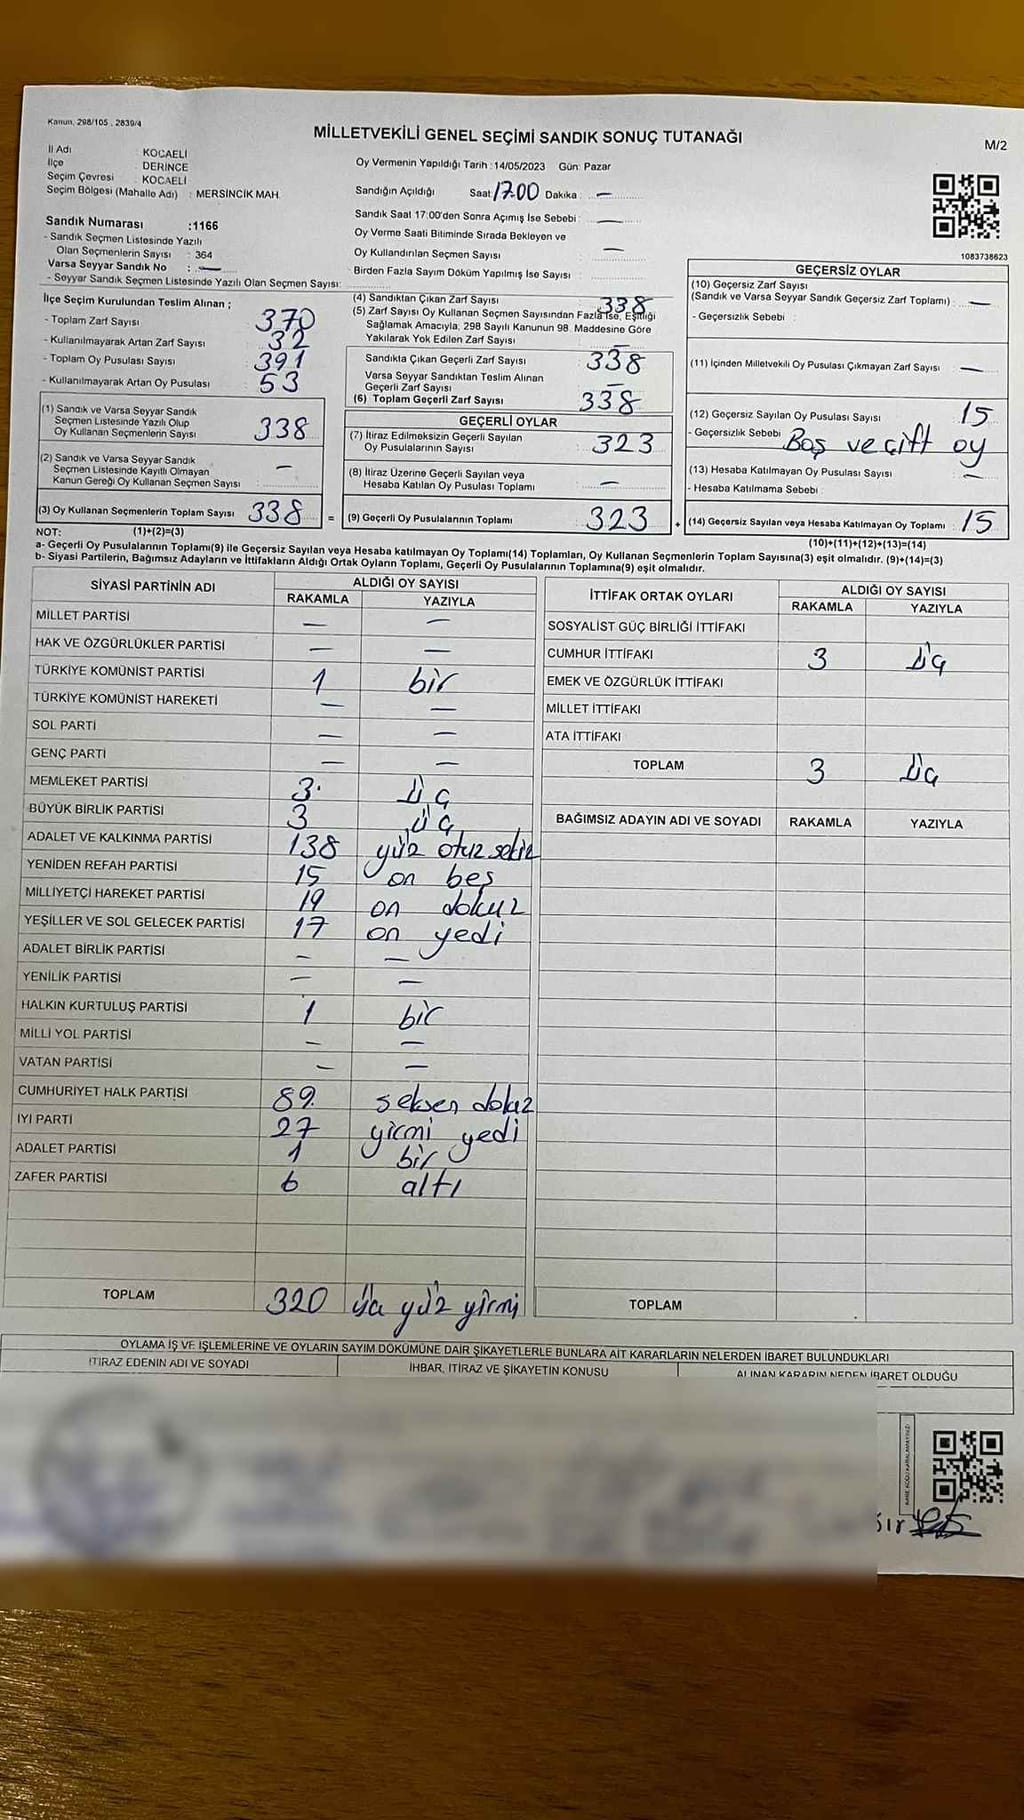 Kanun, 298/105 , 2839/4
MİLLETVEKİLİ GENEL SEÇİMİ SANDIK SONUÇ TUTANAĞI
M/2
İl Adı : KOCAELİ
İlçe : DERİNCE
Seçim Çevresi : KOCAELİ
Seçim Bölgesi (Mahalle Adı) : MERSİNCİK MAH.
Oy Vermenin Yapıldığı Tarih : 14/05/2023 Gün: Pazar
Sandığın Açıldığı Saat: 17.00 Dakika : —
Sandık Saat 17:00'den Sonra Açımış İse Sebebi : —
Oy Verme Saati Bitiminde Sırada Bekleyen ve
Oy Kullandırılan Seçmen Sayısı : —
Birden Fazla Sayım Döküm Yapılmış İse Sayısı :
1083738623
Sandık Numarası :1166
- Sandık Seçmen Listesinde Yazılı
Olan Seçmenlerin Sayısı : 364
Varsa Seyyar Sandık No : —
- Seyyar Sandık Seçmen Listesinde Yazılı Olan Seçmen Sayısı:
İlçe Seçim Kurulundan Teslim Alınan ;
- Toplam Zarf Sayısı 370
- Kullanılmayarak Artan Zarf Sayısı 32
- Toplam Oy Pusulası Sayısı 391
- Kullanılmayarak Artan Oy Pusulası 53
(1) Sandık ve Varsa Seyyar Sandık
Seçmen Listesinde Yazılı Olup
Oy Kullanan Seçmenlerin Sayısı 338
(2) Sandık ve Varsa Seyyar Sandık
Seçmen Listesinde Kayıtlı Olmayan
Kanun Gereği Oy Kullanan Seçmen Sayısı —
(3) Oy Kullanan Seçmenlerin Toplam Sayısı 338 =
(1)+(2)=(3)
(4) Sandıktan Çıkan Zarf Sayısı 338
(5) Zarf Sayısı Oy Kullanan Seçmen Sayısından Fazla İse, Eşitliği
Sağlamak Amacıyla, 298 Sayılı Kanunun 98. Maddesine Göre
Yakılarak Yok Edilen Zarf Sayısı —
Sandıkta Çıkan Geçerli Zarf Sayısı 338
Varsa Seyyar Sandıktan Teslim Alınan
Geçerli Zarf Sayısı —
(6) Toplam Geçerli Zarf Sayısı 338
GEÇERLİ OYLAR
(7) İtiraz Edilmeksizin Geçerli Sayılan
Oy Pusulalarının Sayısı 323
(8) İtiraz Üzerine Geçerli Sayılan veya
Hesaba Katılan Oy Pusulası Toplamı —
(9) Geçerli Oy Pusulalarının Toplamı 323 +
GEÇERSİZ OYLAR
(10) Geçersiz Zarf Sayısı
(Sandık ve Varsa Seyyar Sandık Geçersiz Zarf Toplamı) : —
- Geçersizlik Sebebi :
(11) İçinden Milletvekili Oy Pusulası Çıkmayan Zarf Sayısı —
(12) Geçersiz Sayılan Oy Pusulası Sayısı 15
- Geçersizlik Sebebi Boş ve çift oy
(13) Hesaba Katılmayan Oy Pusulası Sayısı —
- Hesaba Katılmama Sebebi :
(14) Geçersiz Sayılan veya Hesaba Katılmayan Oy Toplamı 15
(10)+(11)+(12)+(13)=(14)
NOT:
a- Geçerli Oy Pusulalarının Toplamı(9) ile Geçersiz Sayılan veya Hesaba katılmayan Oy Toplamı(14) Toplamları, Oy Kullanan Seçmenlerin Toplam Sayısına(3) eşit olmalıdır. (9)+(14)=(3)
b- Siyasi Partilerin, Bağımsız Adayların ve İttifakların Aldığı Ortak Oyların Toplamı, Geçerli Oy Pusulalarının Toplamına(9) eşit olmalıdır.
SİYASİ PARTİNİN ADI ALDIĞI OY SAYISI
RAKAMLA YAZIYLA
MİLLET PARTİSİ — —
HAK VE ÖZGÜRLÜKLER PARTİSİ — —
TÜRKİYE KOMÜNİST PARTİSİ 1 bir
TÜRKİYE KOMÜNİST HAREKETİ — —
SOL PARTİ — —
GENÇ PARTİ — —
MEMLEKET PARTİSİ 3 üç
BÜYÜK BİRLİK PARTİSİ 3 üç
ADALET VE KALKINMA PARTİSİ 138 yüz otuz sekiz
YENİDEN REFAH PARTİSİ 15 on beş
MİLLİYETÇİ HAREKET PARTİSİ 19 on dokuz
YEŞİLLER VE SOL GELECEK PARTİSİ 17 on yedi
ADALET BİRLİK PARTİSİ — —
YENİLİK PARTİSİ — —
HALKIN KURTULUŞ PARTİSİ 1 bir
MİLLİ YOL PARTİSİ — —
VATAN PARTİSİ — —
CUMHURİYET HALK PARTİSİ 89 seksen dokuz
İYİ PARTİ 27 yirmi yedi
ADALET PARTİSİ 1 bir
ZAFER PARTİSİ 6 altı
TOPLAM 320 üç yüz yirmi
İTTİFAK ORTAK OYLARI ALDIĞI OY SAYISI
RAKAMLA YAZIYLA
SOSYALİST GÜÇ BİRLİĞİ İTTİFAKI
CUMHUR İTTİFAKI 3 üç
EMEK VE ÖZGÜRLÜK İTTİFAKI
MİLLET İTTİFAKI
ATA İTTİFAKI
TOPLAM 3 üç
BAĞIMSIZ ADAYIN ADI VE SOYADI RAKAMLA YAZIYLA
TOPLAM
OYLAMA İŞ VE İŞLEMLERİNE VE OYLARIN SAYIM DÖKÜMÜNE DAİR ŞİKAYETLERLE BUNLARA AİT KARARLARIN NELERDEN İBARET BULUNDUKLARI
İTİRAZ EDENİN ADI VE SOYADI
İHBAR, İTİRAZ VE ŞİKAYETİN KONUSU
ALINAN KARARIN NEDEN İBARET OLDUĞU